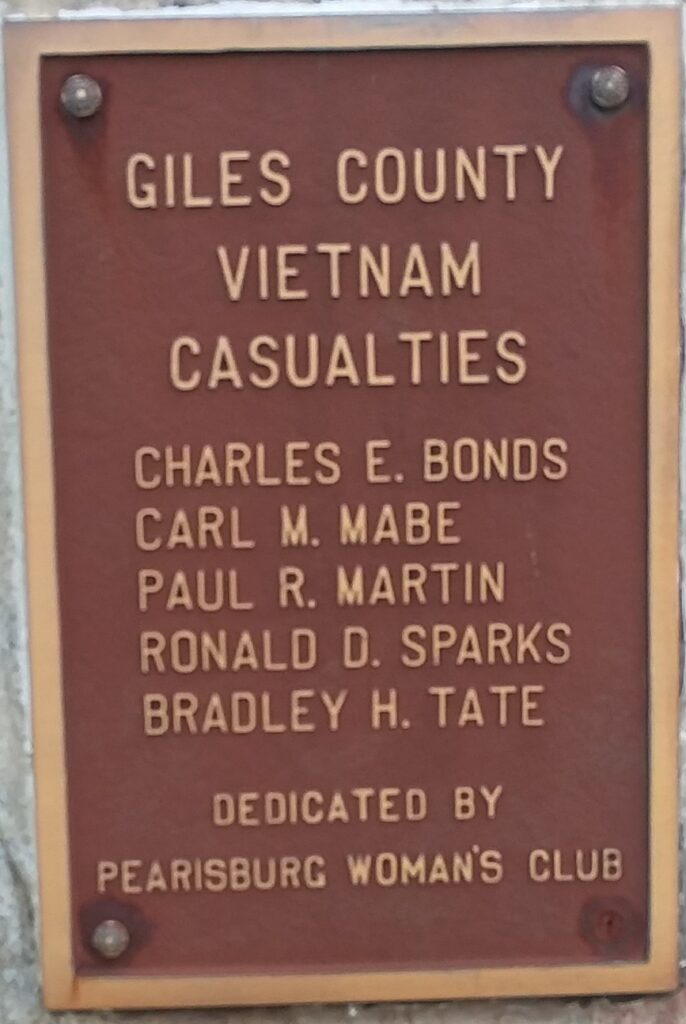 GILES COUNTY
VIETNAM
CASUALTIES
CHARLES E. BONDS
CARL M. MABE
PAUL R. MARTIN
RONALD D. SPARKS
BRADLEY H. TATE
DEDICATED BY
PEARISBURG WOMAN'S CLUB